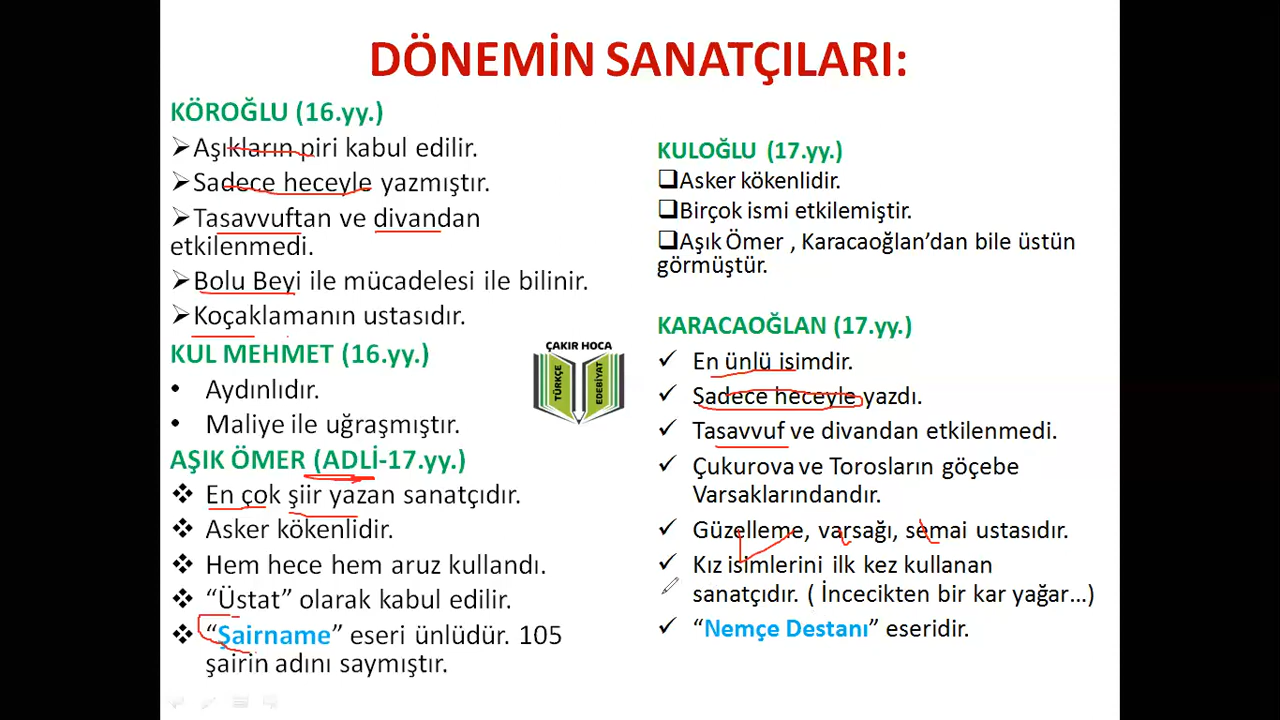 DÖNEMİN SANATÇILARI:
KÖROĞLU (16.yy.)
Aşıkların piri kabul edilir.
Sadece heceyle yazmıştır.
Tasavvuftan ve divandan
etkilenmedi.
Bolu Beyi ile mücadelesi ile bilinir.
Koçaklamanın ustasıdır.
KUL MEHMET (16.yy.)
• Aydınlıdır.
• Maliye ile uğraşmıştır.
AŞIK ÖMER (ADLİ-17.yy.)
En çok şiir yazan sanatçıdır.
Asker kökenlidir.
Hem hece hem aruz kullandı.
“Üstat” olarak kabul edilir.
“Şairname” eseri ünlüdür. 105
şairin adını saymıştır.
ÇAKIR HOCA
TÜRKÇE
EDEBİYAT
KULOĞLU (17.yy.)
Asker kökenlidir.
Birçok ismi etkilemiştir.
Aşık Ömer , Karacaoğlan’dan bile üstün
görmüştür.
KARACAOĞLAN (17.yy.)
✓ En ünlü isimdir.
✓ Sadece heceyle yazdı.
✓ Tasavvuf ve divandan etkilenmedi.
✓ Çukurova ve Torosların göçebe
Varsaklarındandır.
✓ Güzelleme, varsağı, semai ustasıdır.
✓ Kız isimlerini ilk kez kullanan
sanatçıdır. ( İncecikten bir kar yağar…)
✓ “Nemçe Destanı” eseridir.